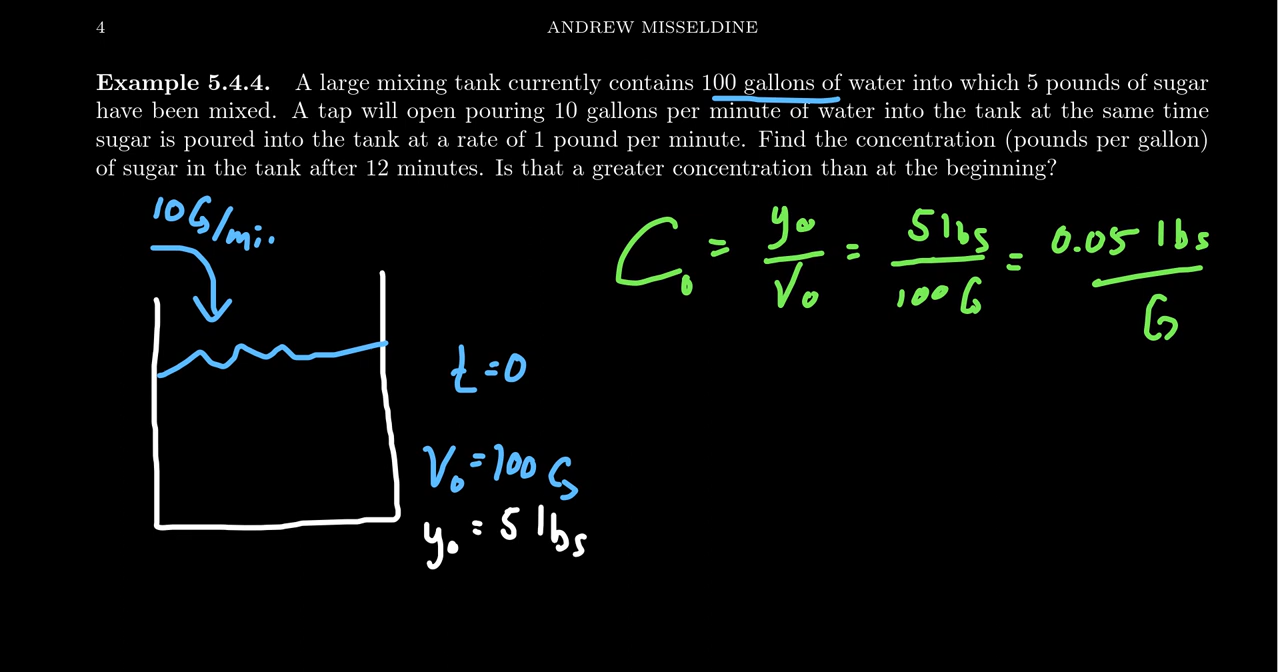 4
ANDREW MISSELDINE
Example 5.4.4. A large mixing tank currently contains 100 gallons of water into which 5 pounds of sugar
have been mixed. A tap will open pouring 10 gallons per minute of water into the tank at the same time
sugar is poured into the tank at a rate of 1 pound per minute. Find the concentration (pounds per gallon)
of sugar in the tank after 12 minutes. Is that a greater concentration than at the beginning?
10G/min.
C₀ = y₀/V₀ = 5 lbs/100 G = 0.05 lbs/G
t = 0
V₀ = 100 G
y₀ = 5 lbs